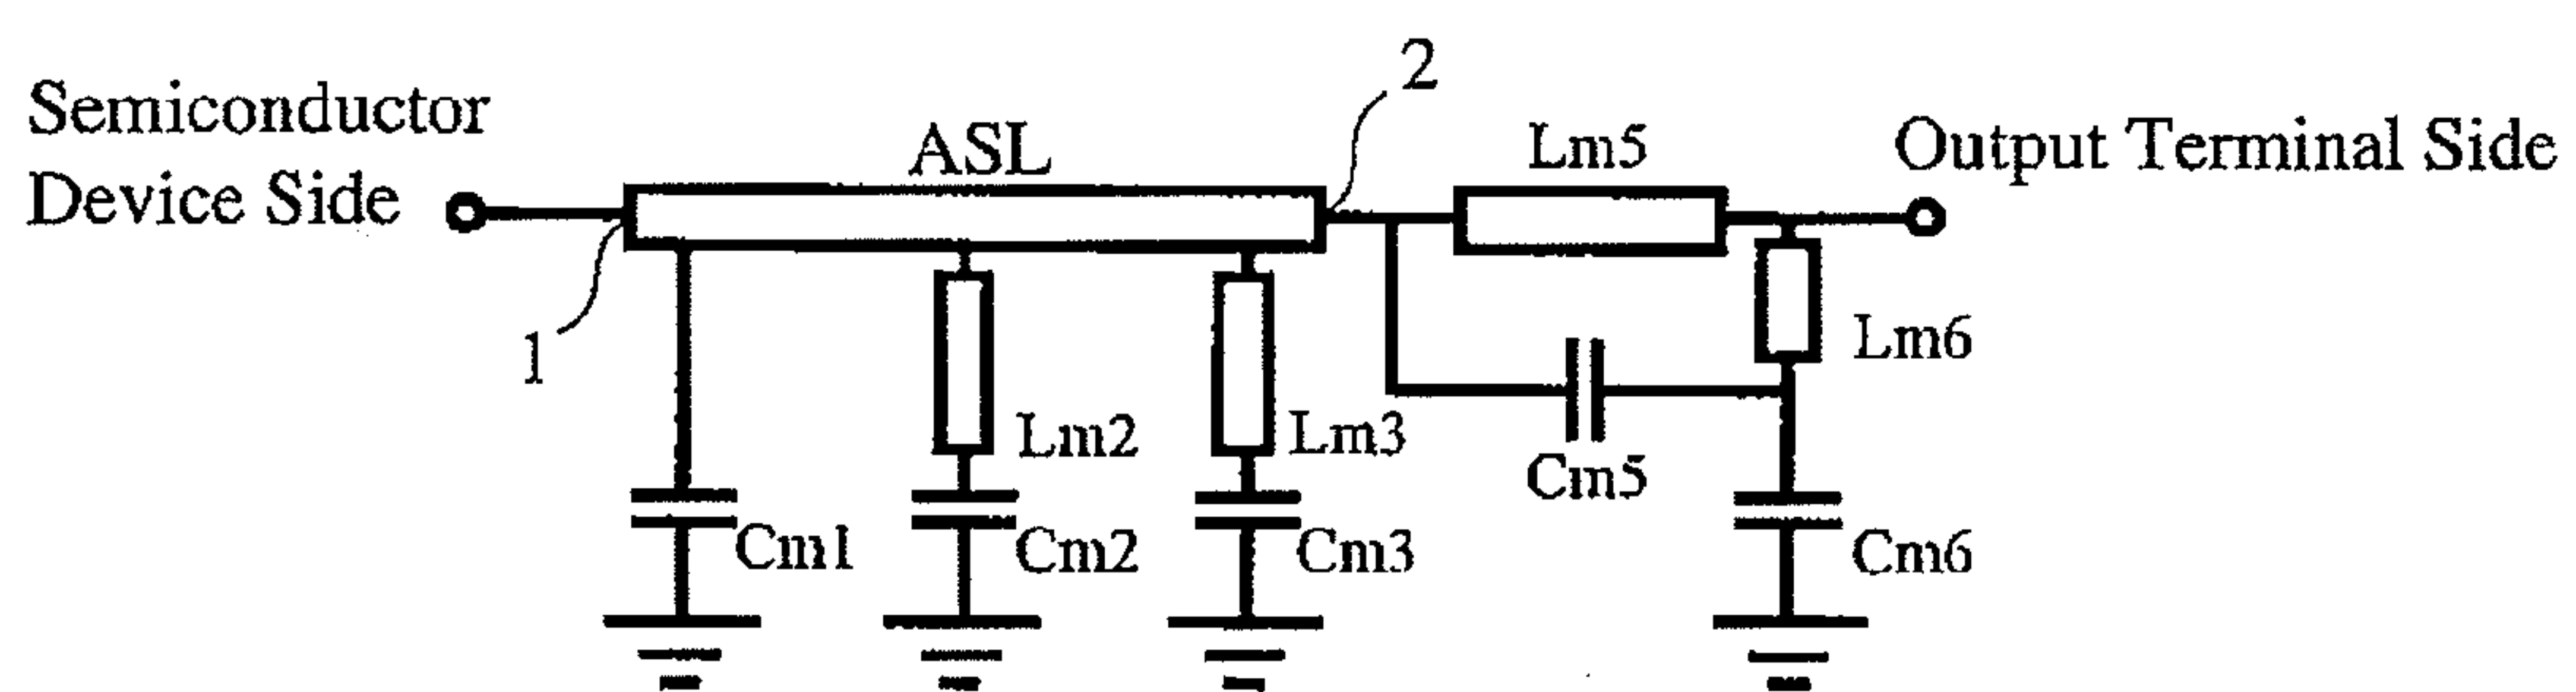 Semiconductor
Device Side
ASL
2
Lm5
Output Terminal Side
1
Lm2
Lm3
Cm5
Lm6
Cm1
Cm2
Cm3
Cm6